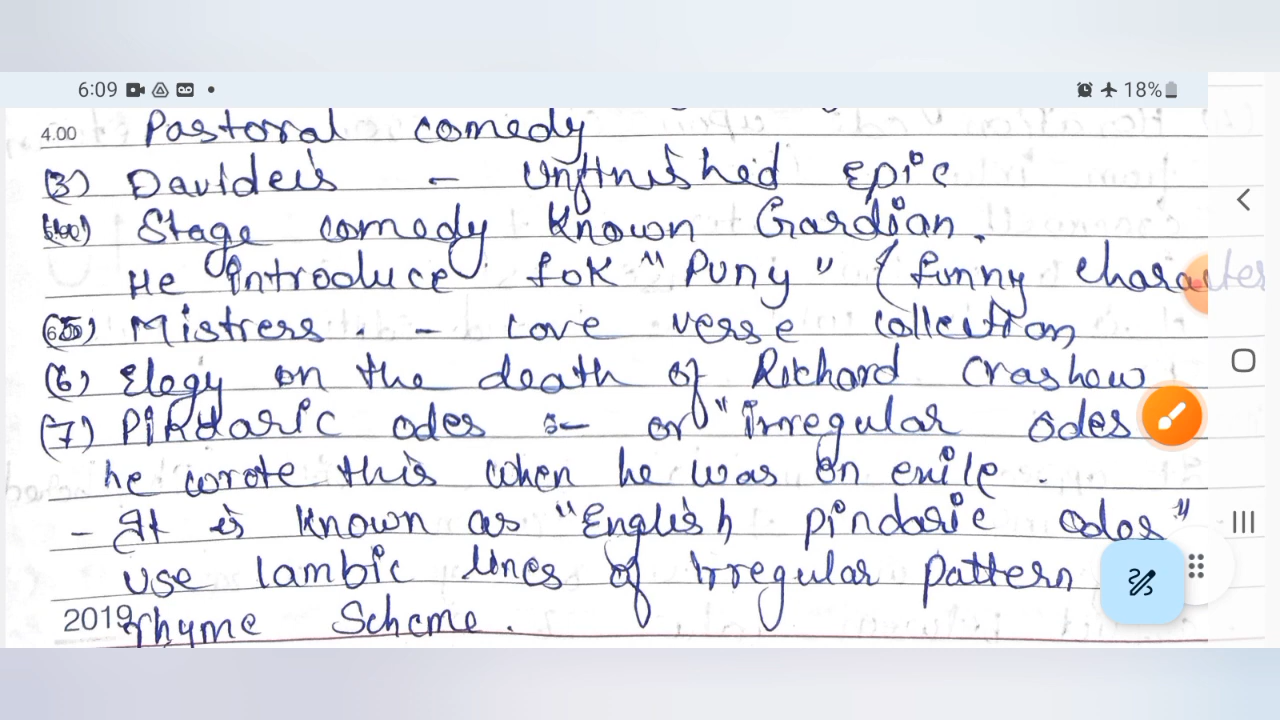 6:09
18%
4.00 Pastoral comedy
(3) Davideis - Unfinished Epic
Stage comedy Known Gardian.
He Introduce fok "Puny" (funny character
Mistress. - Love verse collection
(6) Elegy on the death of Richard Crashow
(7) Pindaric odes :- or "irregular odes
he wrote this when he was on exile.
- It is known as "English pindaric odes"
use Iambic lines of irregular pattern
2019 rhyme Scheme.